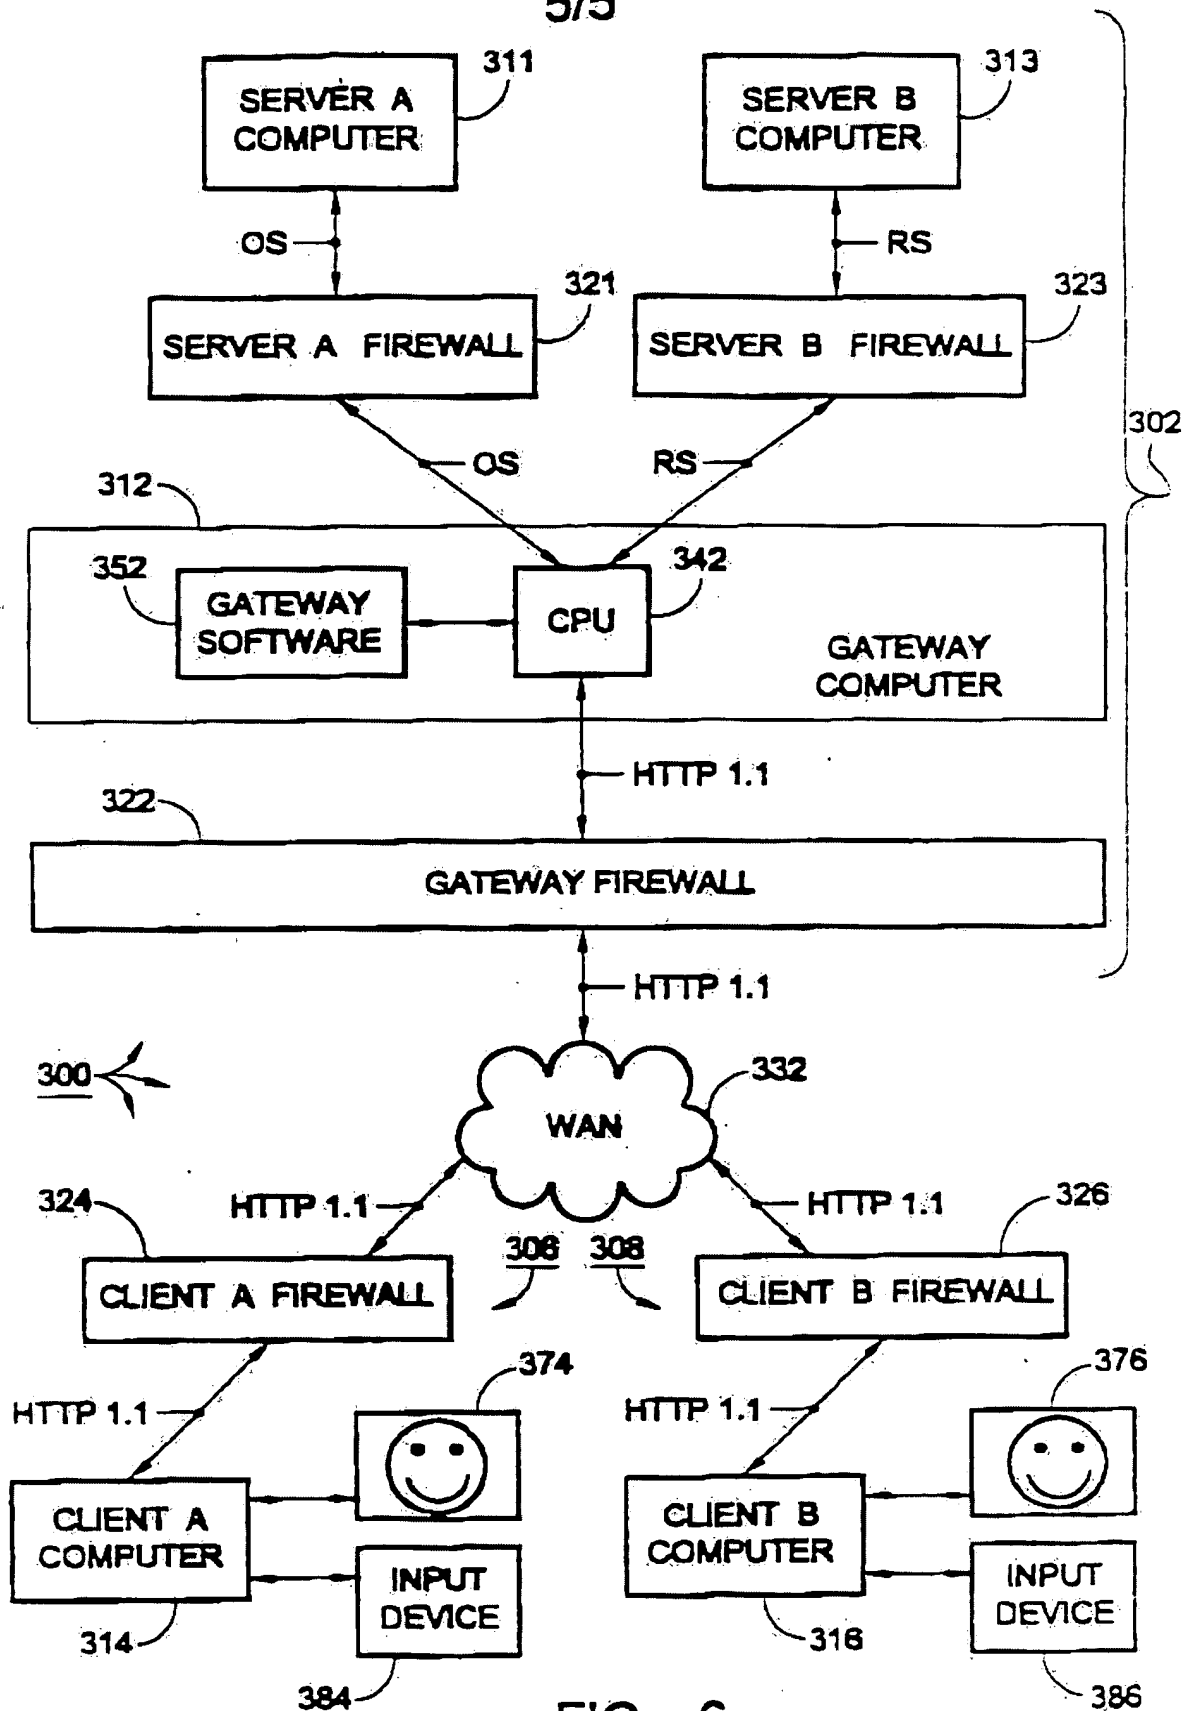 5/5
311
313
SERVER A
COMPUTER
SERVER B
COMPUTER
OS
RS
321
323
SERVER A FIREWALL
SERVER B FIREWALL
302
OS
RS
312
352
342
GATEWAY
SOFTWARE
CPU
GATEWAY
COMPUTER
HTTP 1.1
322
GATEWAY FIREWALL
HTTP 1.1
300
332
WAN
324
HTTP 1.1
HTTP 1.1
326
306
308
CLIENT A FIREWALL
CLIENT B FIREWALL
374
376
HTTP 1.1
HTTP 1.1
CLIENT A
COMPUTER
CLIENT B
COMPUTER
INPUT
DEVICE
INPUT
DEVICE
314
316
384
386
FIG. 6